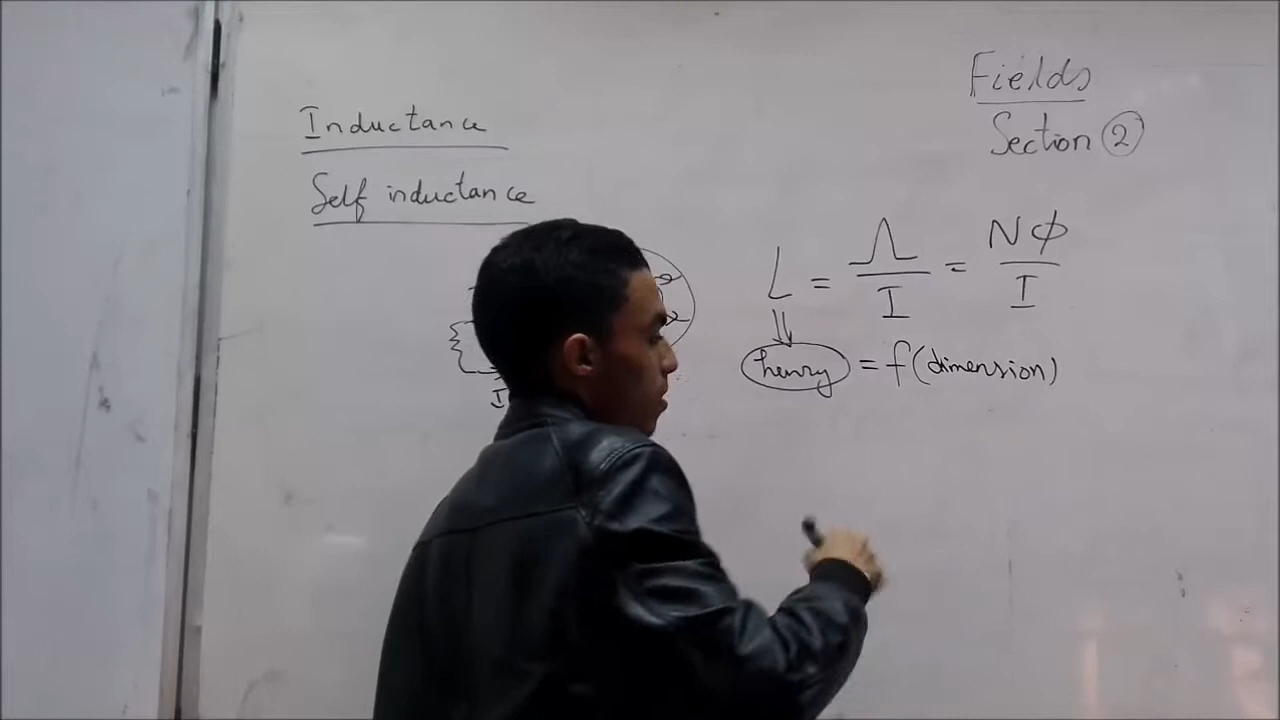 Fields
Section 2
Inductance
Self inductance
L = Λ / I = NΦ / I
henry = f(dimension)
I